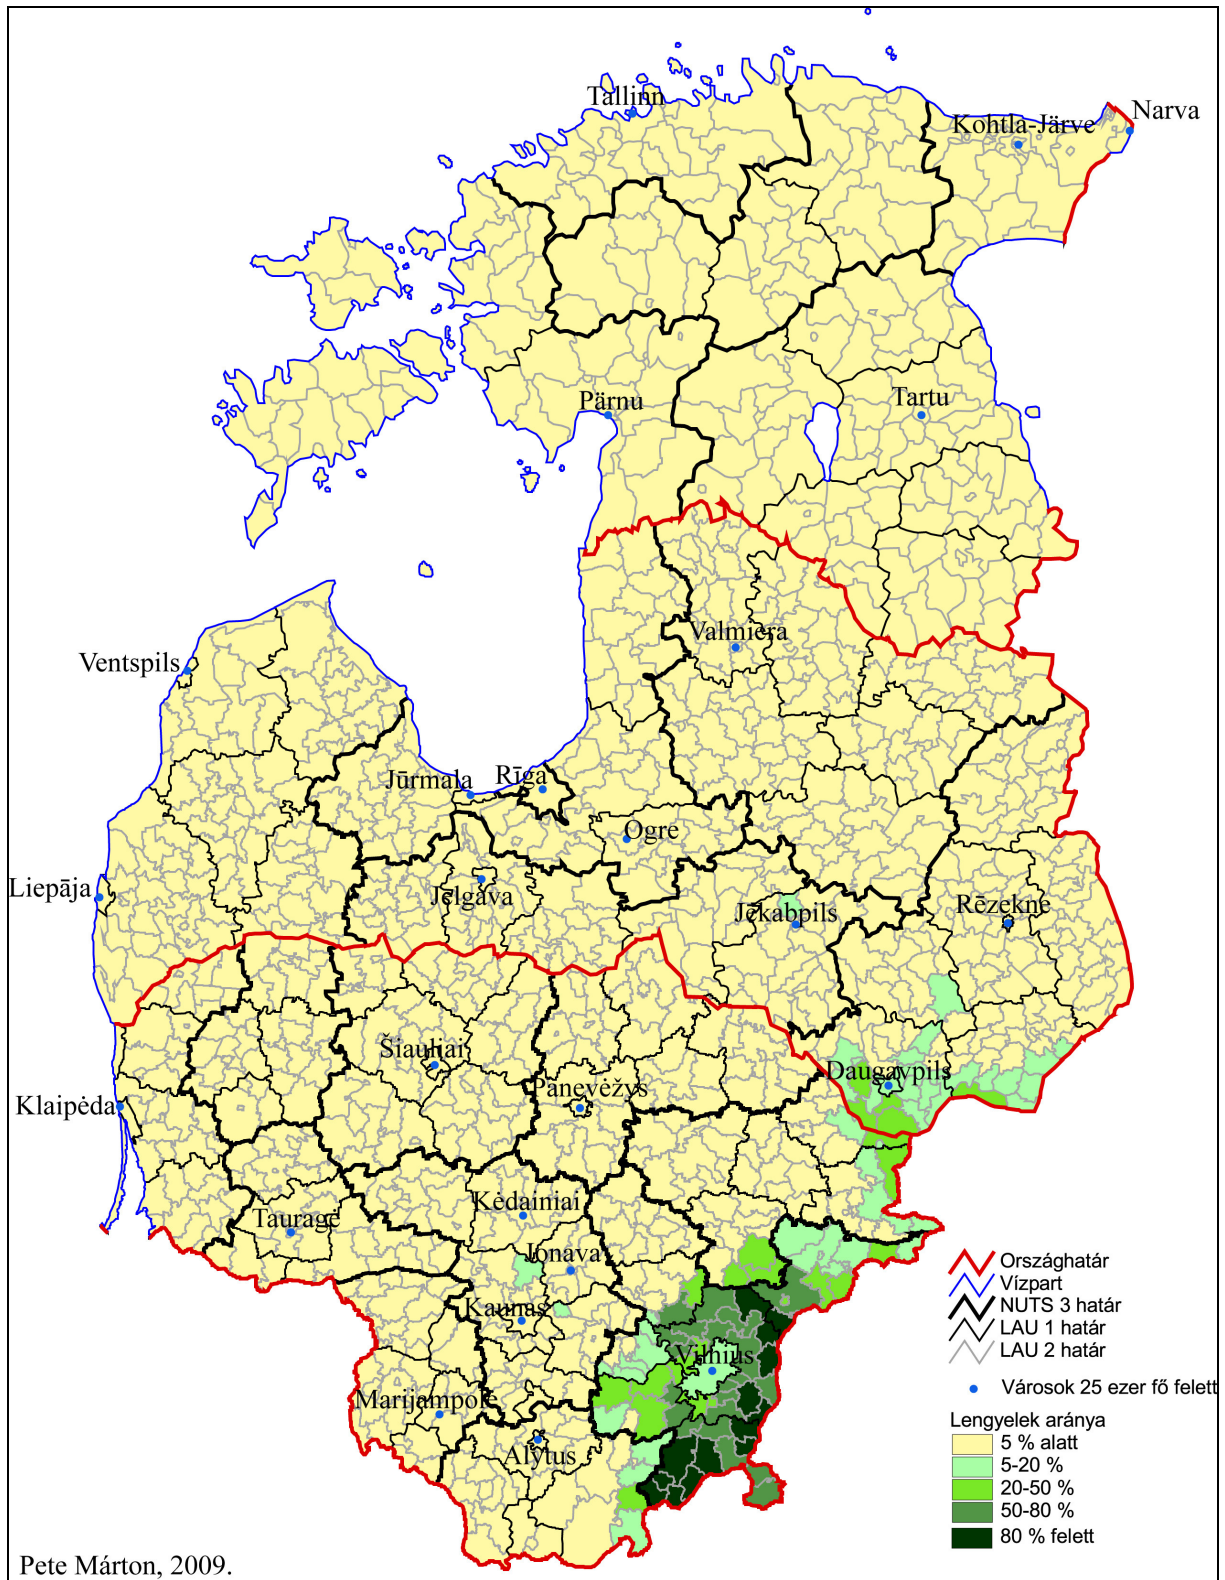 Tallinn
Narva
Kohtla-Järve
Tartu
Pärnu
Valmiera
Ventspils
Rīga
Jūrmala
Ogre
Jelgava
Liepāja
Jēkabpils
Rēzekne
Šiauliai
Daugavpils
Panevėžys
Klaipėda
Kėdainiai
Tauragė
Jonava
Kaunas
Vilnius
Marijampolė
Alytus
Országhatár
Vízpart
NUTS 3 határ
LAU 1 határ
LAU 2 határ
Városok 25 ezer fő felett
Lengyelek aránya
5 % alatt
5-20 %
20-50 %
50-80 %
80 % felett
Pete Márton, 2009.